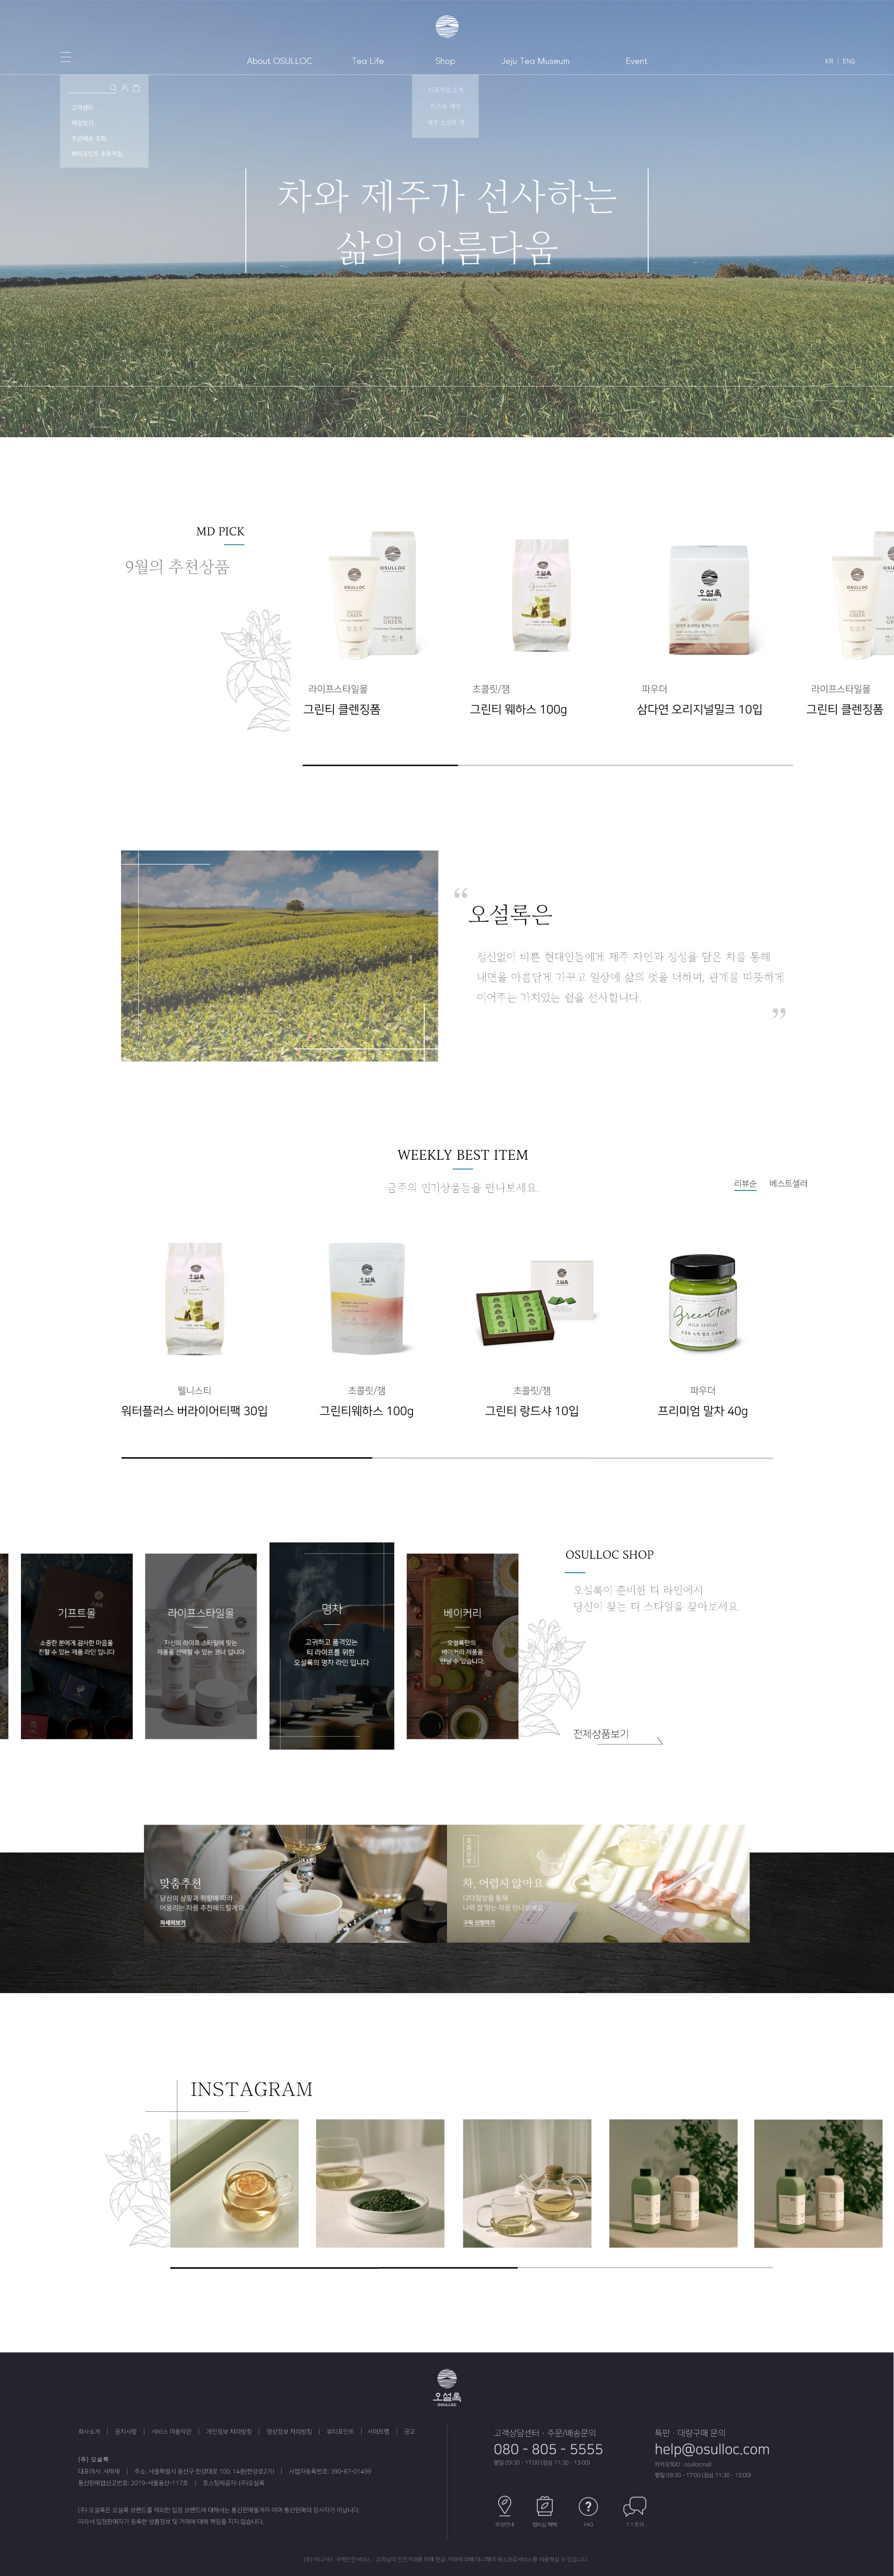 About OSULLOC
Tea Life
Shop
Jeju Tea Museum
Event
KR | ENG
고객센터
매장찾기
주문배송 조회
뷰티포인트 추후적립
티뮤지엄 소개
티스톤 예약
제주 오설록 몰
차와 제주가 선사하는
삶의 아름다움
MD PICK
9월의 추천상품
라이프스타일몰
그린티 클렌징폼
초콜릿/잼
그린티 웨하스 100g
파우더
삼다연 오리지널밀크 10입
라이프스타일몰
그린티 클렌징폼
“
오설록은
정신없이 바쁜 현대인들에게 제주 자연과 정성을 담은 차를 통해
내면을 아름답게 가꾸고 일상에 삶의 멋을 더하며, 관계를 따뜻하게
이어주는 가치있는 쉼을 선사합니다.
”
WEEKLY BEST ITEM
금주의 인기상품들을 만나보세요.
리뷰순
베스트셀러
웰니스티
워터플러스 버라이어티팩 30입
초콜릿/잼
그린티웨하스 100g
초콜릿/잼
그린티 랑드샤 10입
파우더
프리미엄 말차 40g
기프트몰
소중한 분에게 감사한 마음을
전할 수 있는 제품 라인 입니다
라이프스타일몰
자신의 라이프 스타일에 맞는
제품을 선택할 수 있는 코너 입니다
명차
고귀하고 품격있는
티 라이프를 위한
오설록의 명차 라인 입니다
베이커리
오설록만의
베이커리 제품을
만날 수 있습니다.
OSULLOC SHOP
오설록이 준비한 티 라인에서
당신이 찾는 티 스타일을 찾아보세요.
전체상품보기
맞춤추천
당신의 상황과 취향에 따라
어울리는 차를 추천해드릴게요.
자세히보기
차, 어렵지 않아요
다다일상을 통해
나와 잘 맞는 차를 만나보세요
구독 신청하기
INSTAGRAM
오설록
OSULLOC
회사소개 | 공지사항 | 서비스 이용약관 | 개인정보 처리방침 | 영상정보 처리방침 | 뷰티포인트 | 사이트맵 | 공고
(주) 오설록
대표이사: 서혁제 | 주소: 서울특별시 용산구 한강대로 100, 14층(한강로2가) | 사업자등록번호: 390-87-01499
통신판매업신고번호: 2019-서울용산-1173호 | 호스팅제공자: (주)오설록
(주) 오설록은 오설록 브랜드를 제외한 입점 브랜드에 대해서는 통신판매중개자 이며 통신판매의 당사자가 아닙니다.
따라서 입점판매자가 등록한 상품정보 및 거래에 대해 책임을 지지 않습니다.
고객상담센터 · 주문/배송문의
080 - 805 - 5555
평일 09:30 - 17:00 (점심 11:30 - 13:00)
특판 · 대량구매 문의
help@osulloc.com
카카오톡ID : osullocmall
평일 09:30 - 17:00 (점심 11:30 - 13:00)
매장안내
멤버십 혜택
FAQ
1:1 문의